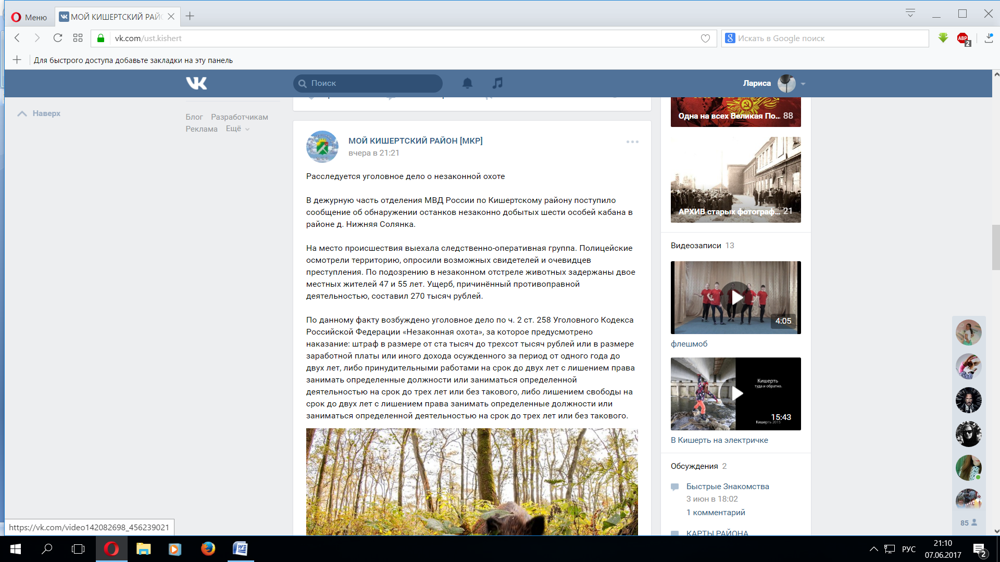 Меню
МОЙ КИШЕРТСКИЙ РАЙ
vk.com/ust.kishert
Искать в Google поиск
ABP
2
Для быстрого доступа добавьте закладки на эту панель
Поиск
Лариса
Наверх
Блог Разработчикам
Реклама Ещё
МОЙ КИШЕРТСКИЙ РАЙОН [МКР]
вчера в 21:21
Расследуется уголовное дело о незаконной охоте
В дежурную часть отделения МВД России по Кишертскому району поступило
сообщение об обнаружении останков незаконно добытых шести особей кабана в
районе д. Нижняя Солянка.
На место происшествия выехала следственно-оперативная группа. Полицейские
осмотрели территорию, опросили возможных свидетелей и очевидцев
преступления. По подозрению в незаконном отстреле животных задержаны двое
местных жителей 47 и 55 лет. Ущерб, причинённый противоправной
деятельностью, составил 270 тысяч рублей.
По данному факту возбуждено уголовное дело по ч. 2 ст. 258 Уголовного Кодекса
Российской Федерации «Незаконная охота», за которое предусмотрено
наказание: штраф в размере от ста тысяч до трехсот тысяч рублей или в размере
заработной платы или иного дохода осужденного за период от одного года до
двух лет, либо принудительными работами на срок до двух лет с лишением права
занимать определенные должности или заниматься определенной
деятельностью на срок до трех лет или без такового, либо лишением свободы на
срок до двух лет с лишением права занимать определенные должности или
заниматься определенной деятельностью на срок до трех лет или без такового.
Одна на всех Великая По... 88
АРХИВ старых фотограф... 21
Видеозаписи 13
4:05
флешмоб
Кишерть
туда и обратно.
15:43
Кишерть 2015
В Кишерть на электричке
Обсуждения 2
Быстрые Знакомства
3 июн в 18:02
1 комментарий
КАРТЫ РАЙОНА
85
https://vk.com/video142082698_456239021
РУС
21:10
07.06.2017
2